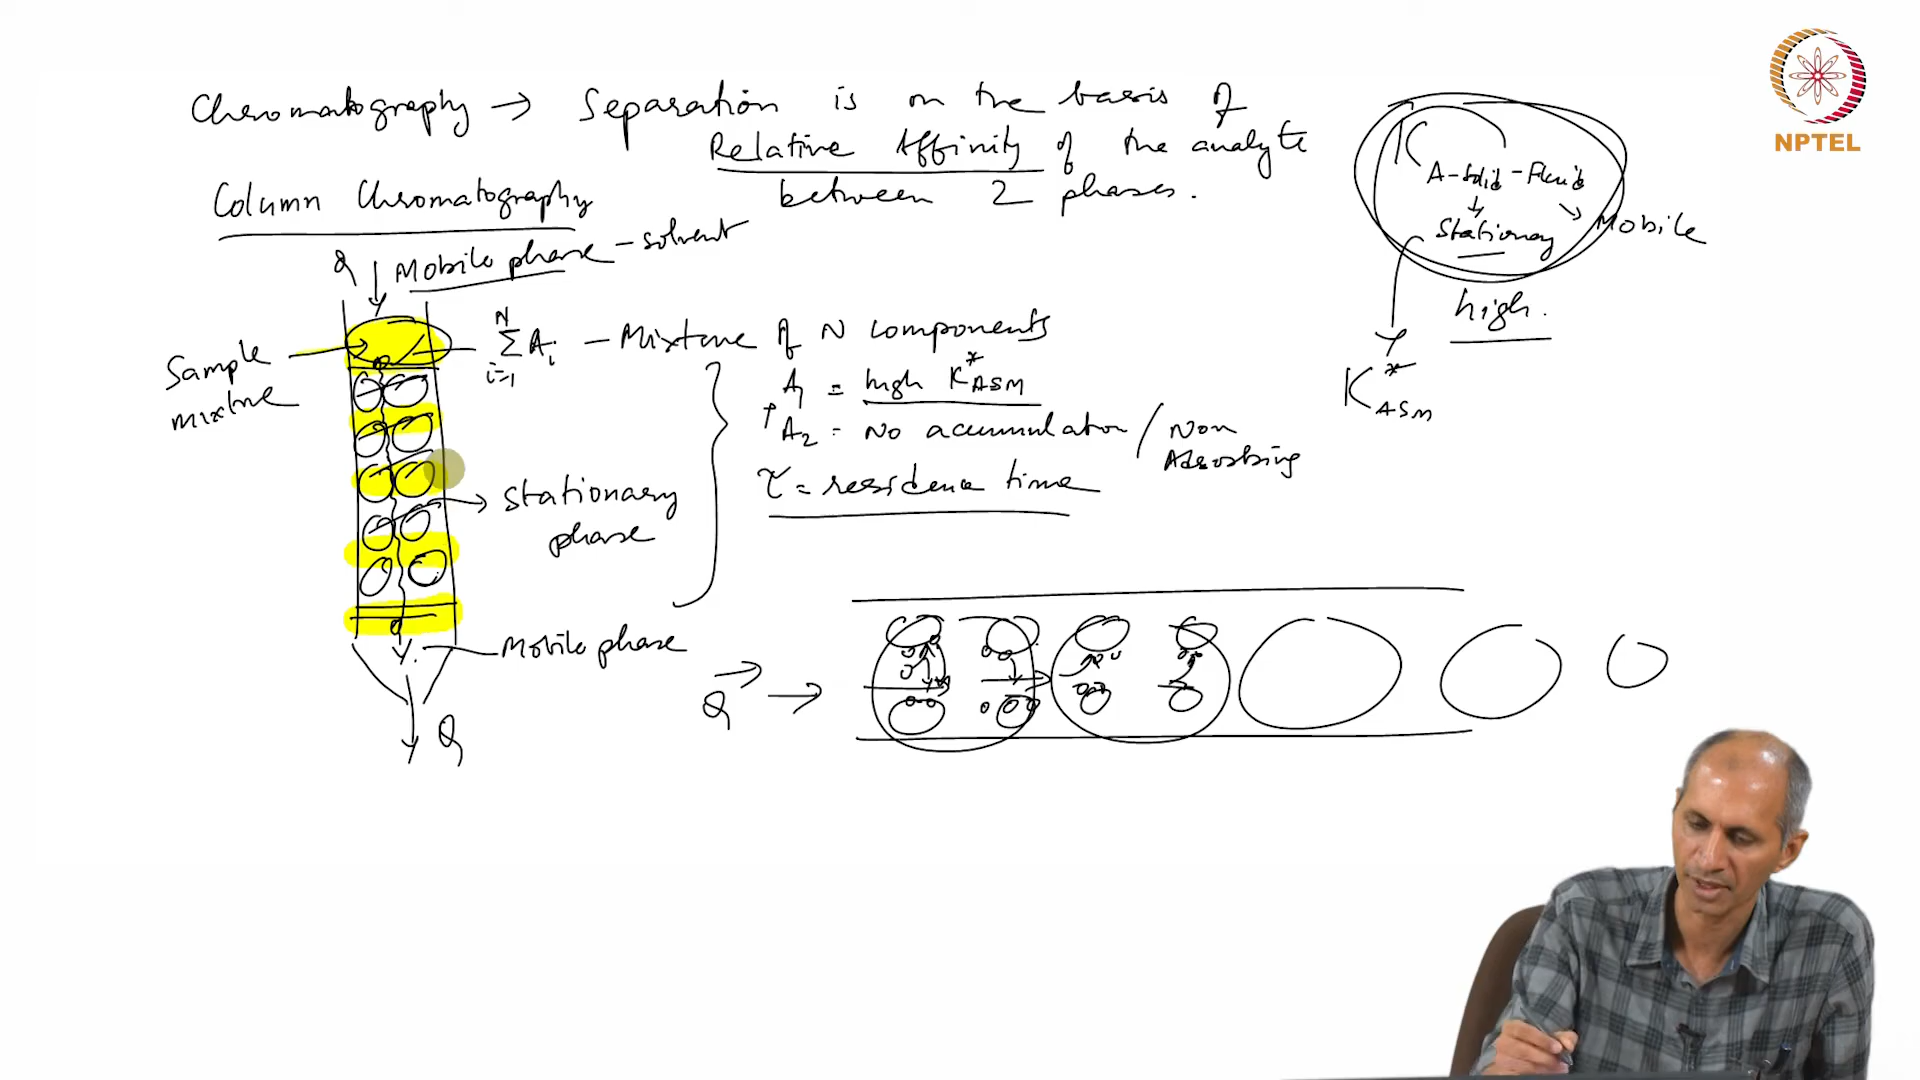 Chromatography → Separation is on the basis of
Relative Affinity of the analyte
between 2 phases.
Column Chromatography
Q Mobile phase - solvent
Sample
mixture
N
∑ Ai - Mixture of N components
i=1
A1 = high K*ASM
A2 = No accumulation / Non
Adsorbing
τ = residence time
Stationary
phase
Mobile phase
Q
Q →
A-solid-Fluid
Stationary
Mobile
high.
K*ASM
NPTEL